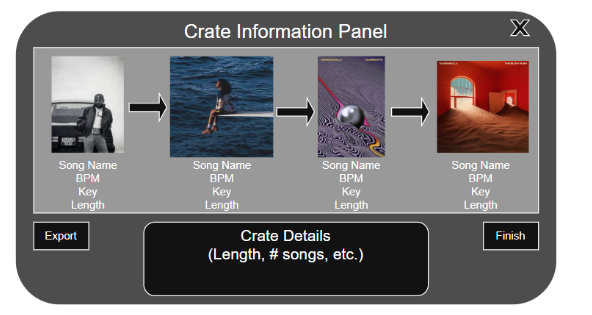 Crate Information Panel
X
Song Name
BPM
Key
Length
Song Name
BPM
Key
Length
Song Name
BPM
Key
Length
Song Name
BPM
Key
Length
Export
Crate Details
(Length, # songs, etc.)
Finish